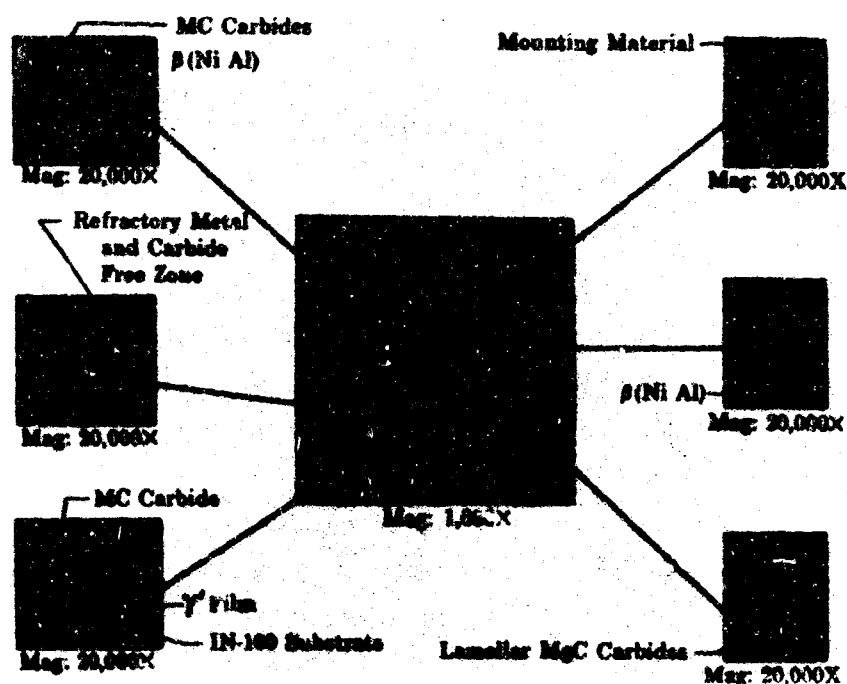 MC Carbides
β(Ni Al)
Mag: 20,000X
Mounting Material
Mag: 20,000X
Refractory Metal
and Carbide
Free Zone
Mag: 20,000X
β(Ni Al)
Mag: 20,000X
MC Carbide
γ' Film
IN-100 Substrate
Mag: 20,000X
Mag:
Lamellar MgC Carbides
Mag: 20,000X